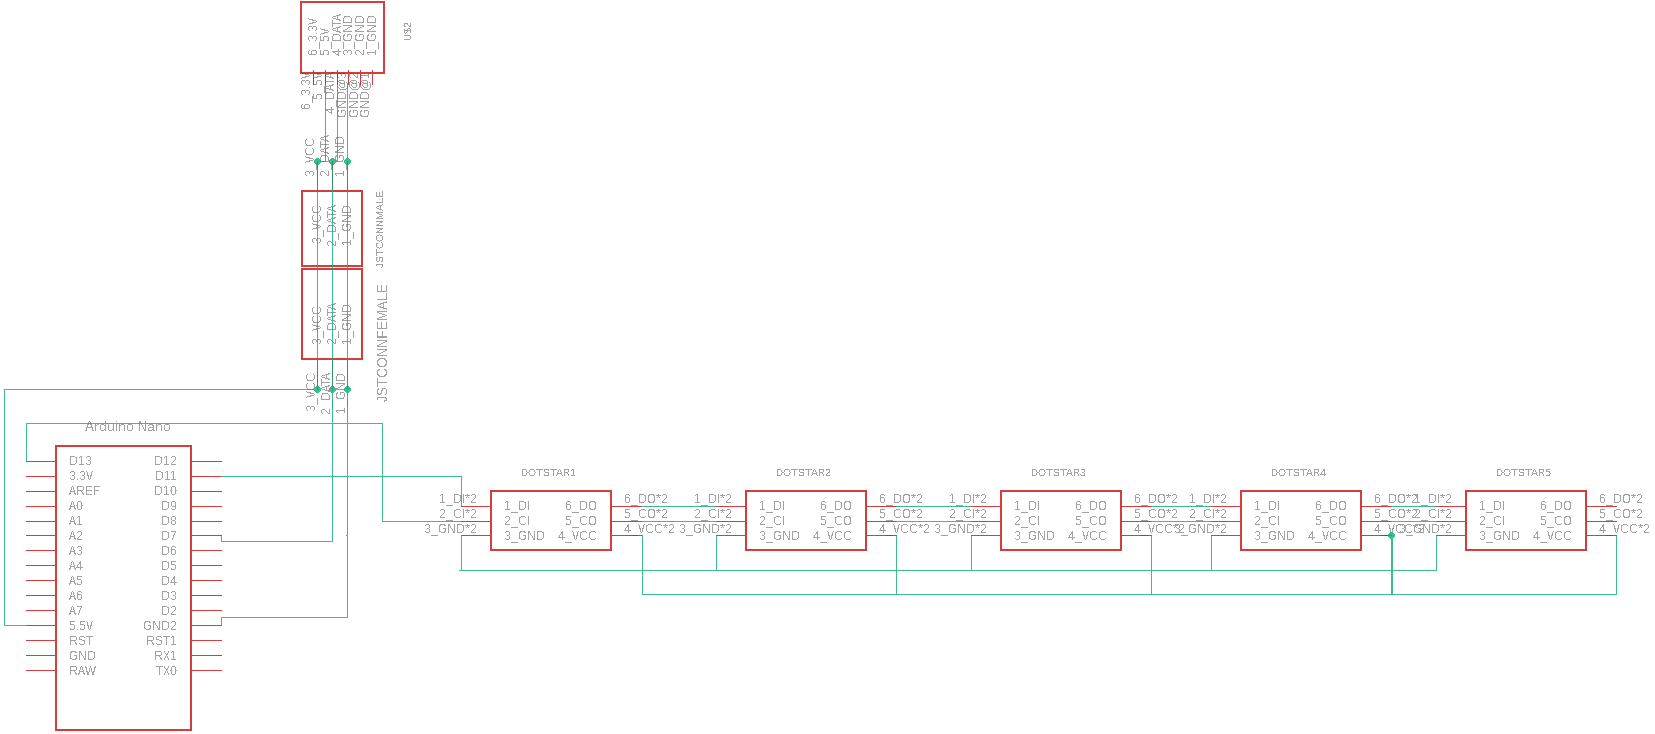 6_3.3V
5_5V
4_DATA
3_GND
2_GND
1_GND
6_3.3V
5_5V
4_DATA
GND@3
GND@2
GND@1
3_VCC
2_DATA
1_GND
JSTCONNMALE
3_VCC
2_DATA
1_GND
JSTCONNFEMALE
3_VCC
2_DATA
1_GND
3_VCC
2_DATA
1_GND
Arduino Nano
D13 D12
3.3V D11
AREF D10
A0 D9
A1 D8
A2 D7
A3 D6
A4 D5
A5 D4
A6 D3
A7 D2
5.5V GND2
RST RST1
GND RX1
RAW TX0
DOTSTAR1
1_DI*2
2_CI*2
3_GND*2
1_DI 6_DO
2_CI 5_CO
3_GND 4_VCC
6_DO*2
5_CO*2
4_VCC*2
DOTSTAR2
1_DI*2
2_CI*2
3_GND*2
1_DI 6_DO
2_CI 5_CO
3_GND 4_VCC
6_DO*2
5_CO*2
4_VCC*2
DOTSTAR3
1_DI*2
2_CI*2
3_GND*2
1_DI 6_DO
2_CI 5_CO
3_GND 4_VCC
6_DO*2
5_CO*2
4_VCC*2
DOTSTAR4
1_DI*2
2_CI*2
3_GND*2
1_DI 6_DO
2_CI 5_CO
3_GND 4_VCC
6_DO*2
5_CO*2
4_VCC*2
DOTSTAR5
1_DI*2
2_CI*2
3_GND*2
1_DI 6_DO
2_CI 5_CO
3_GND 4_VCC
6_DO*2
5_CO*2
4_VCC*2